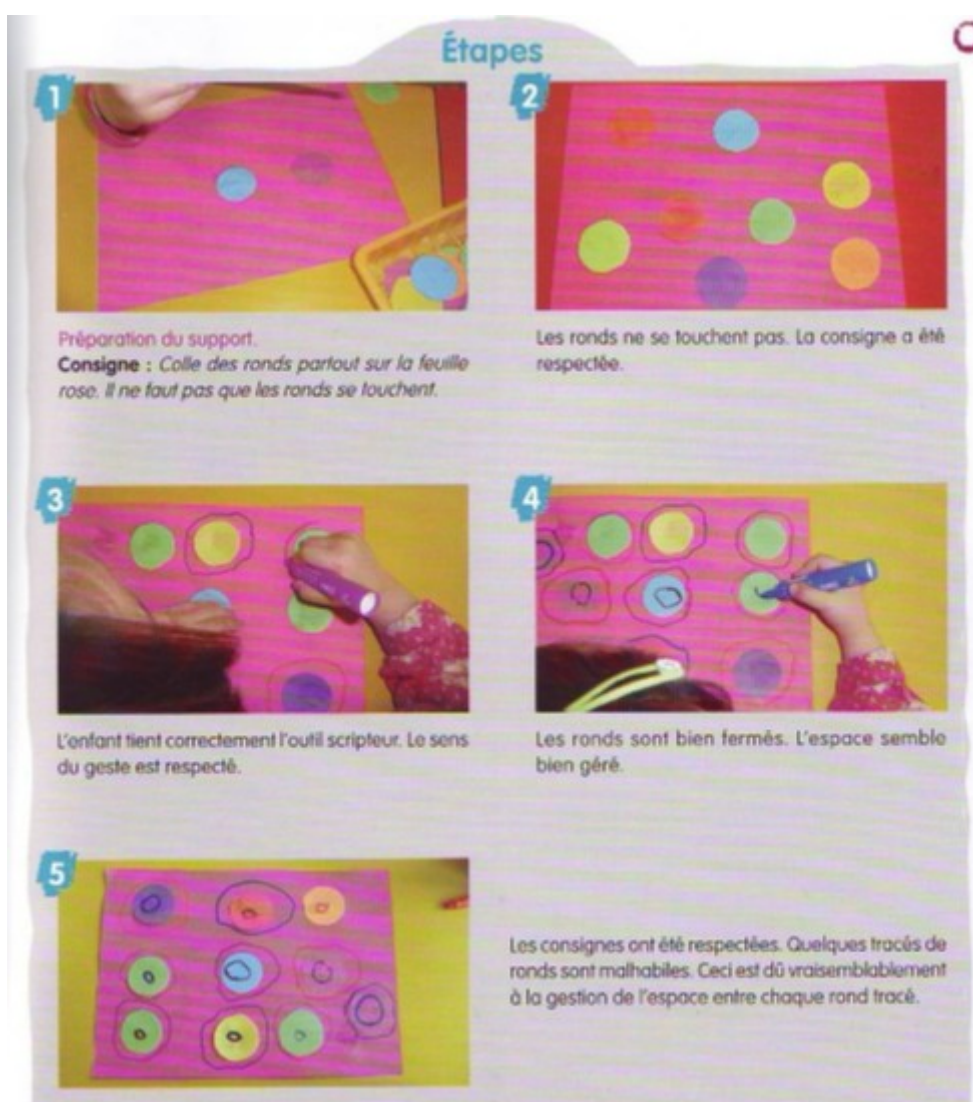 Étapes
1
2
Préparation du support.
Consigne : Colle des ronds partout sur la feuille
rose. Il ne faut pas que les ronds se touchent.
Les ronds ne se touchent pas. La consigne a été
respectée.
3
4
L'enfant tient correctement l'outil scripteur. Le sens
du geste est respecté.
Les ronds sont bien fermés. L'espace semble
bien géré.
5
Les consignes ont été respectées. Quelques tracés de
ronds sont malhabiles. Ceci est dû vraisemblablement
à la gestion de l'espace entre chaque rond tracé.